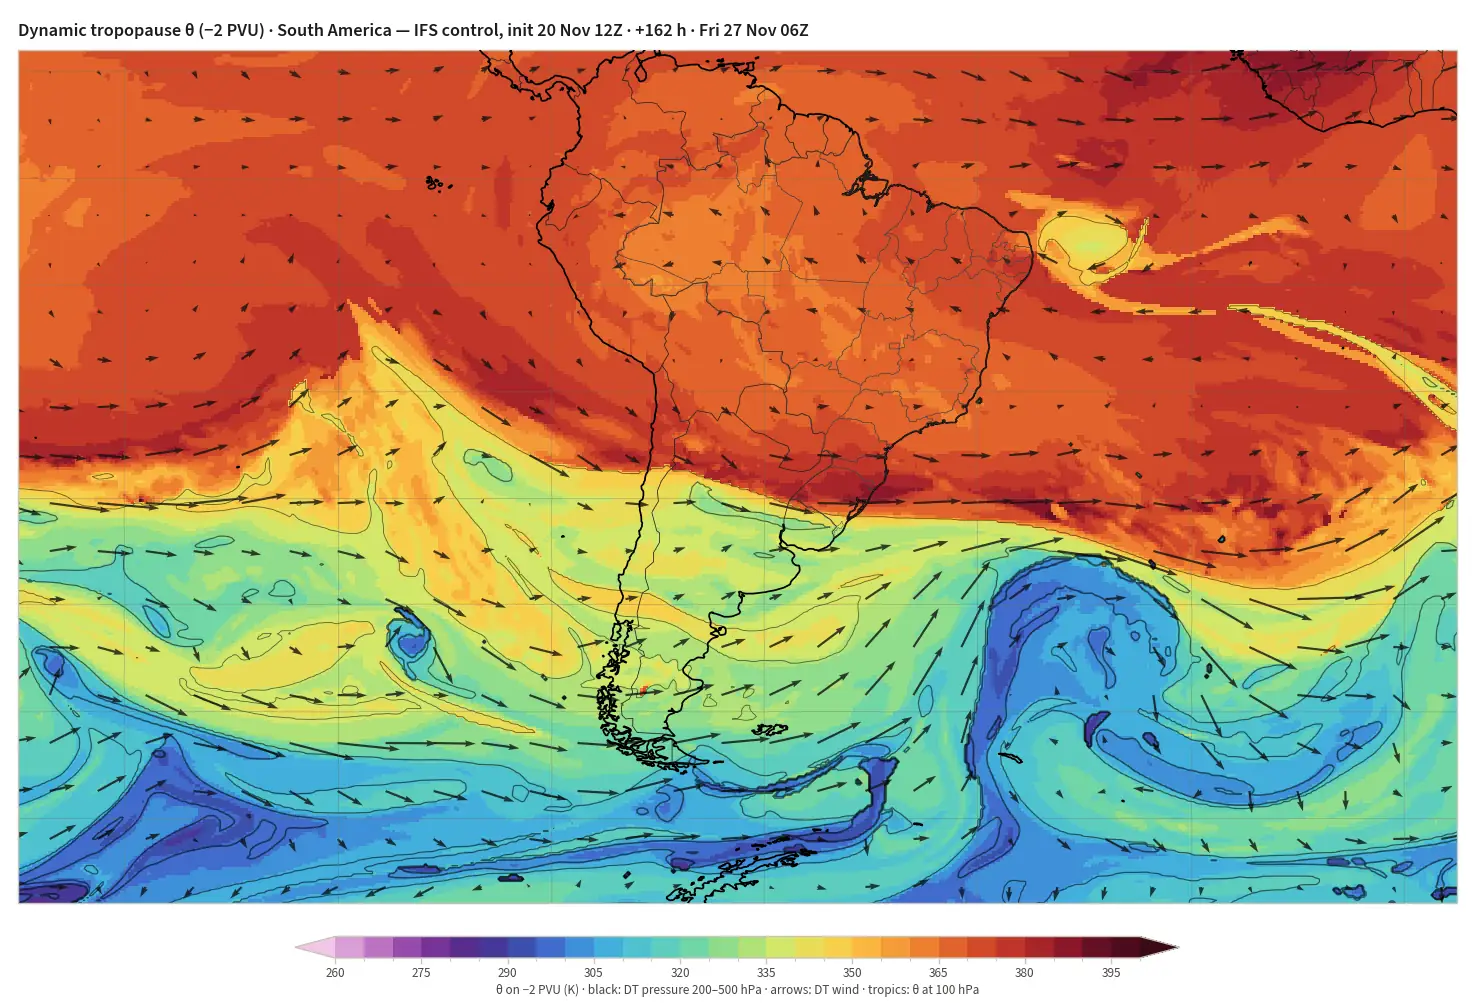 Dynamic tropopause θ (−2 PVU) · South America — IFS control, init 20 Nov 12Z · +162 h · Fri 27 Nov 06Z
260 275 290 305 320 335 350 365 380 395
θ on −2 PVU (K) · black: DT pressure 200–500 hPa · arrows: DT wind · tropics: θ at 100 hPa